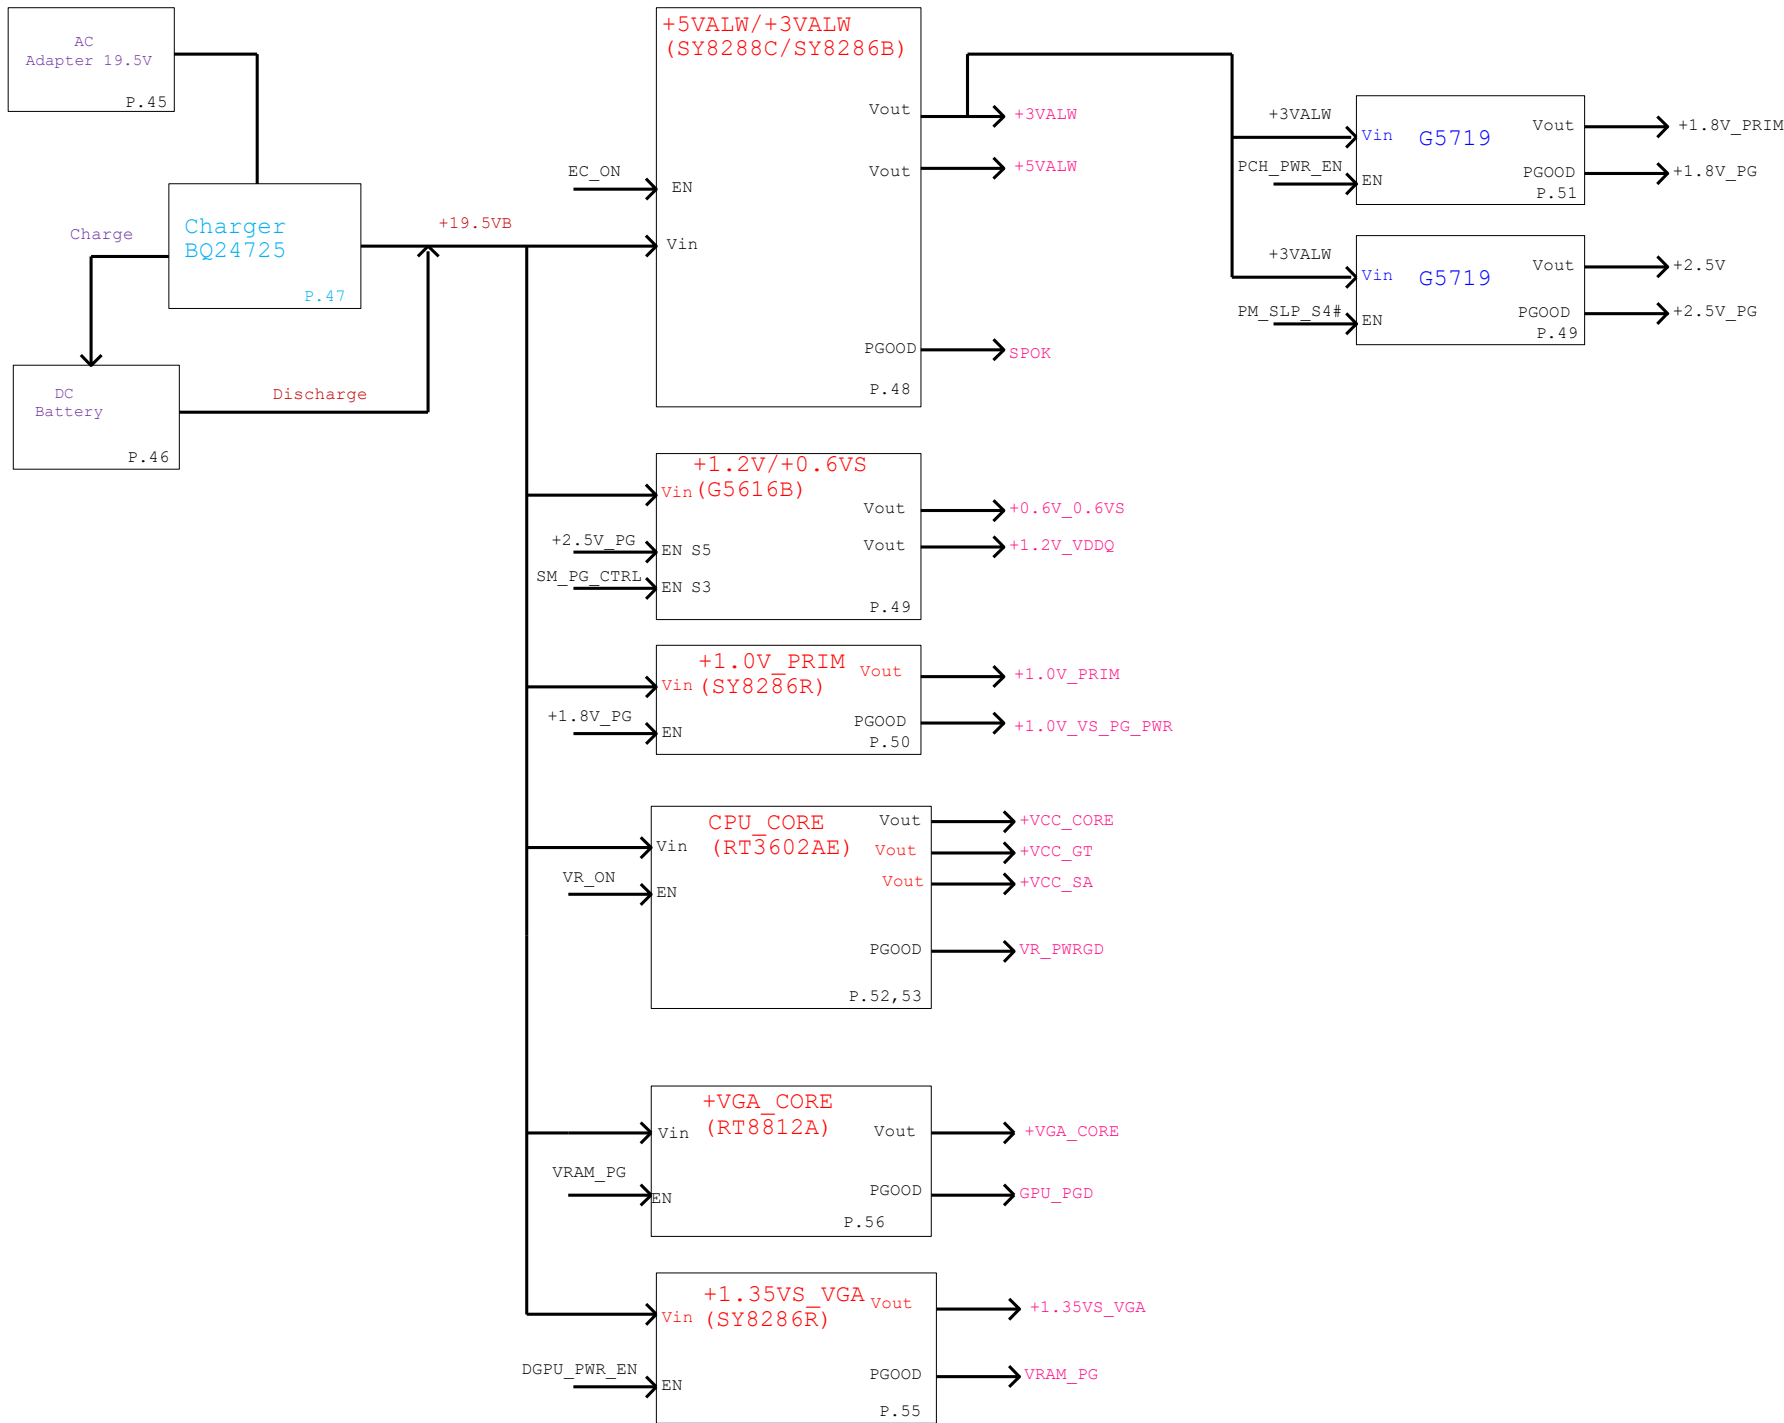 AC
Adapter 19.5V
P.45
Charger
BQ24725
P.47
Charge
DC
Battery
P.46
Discharge
+19.5VB
+5VALW/+3VALW
(SY8288C/SY8286B)
Vout
+3VALW
Vout
+5VALW
EC_ON
EN
Vin
PGOOD
SPOK
P.48
+3VALW
Vin
G5719
Vout
+1.8V_PRIM
PCH_PWR_EN
EN
PGOOD
+1.8V_PG
P.51
+3VALW
Vin
G5719
Vout
+2.5V
PM_SLP_S4#
EN
PGOOD
+2.5V_PG
P.49
+1.2V/+0.6VS
Vin
(G5616B)
Vout
+0.6V_0.6VS
+2.5V_PG
EN S5
Vout
+1.2V_VDDQ
SM_PG_CTRL
EN S3
P.49
+1.0V_PRIM
Vin
(SY8286R)
Vout
+1.0V_PRIM
+1.8V_PG
EN
PGOOD
+1.0V_VS_PG_PWR
P.50
CPU_CORE
(RT3602AE)
Vin
Vout
+VCC_CORE
Vout
+VCC_GT
Vout
+VCC_SA
VR_ON
EN
PGOOD
VR_PWRGD
P.52,53
+VGA_CORE
(RT8812A)
Vin
Vout
+VGA_CORE
VRAM_PG
EN
PGOOD
GPU_PGD
P.56
+1.35VS_VGA
(SY8286R)
Vin
Vout
+1.35VS_VGA
DGPU_PWR_EN
EN
PGOOD
VRAM_PG
P.55